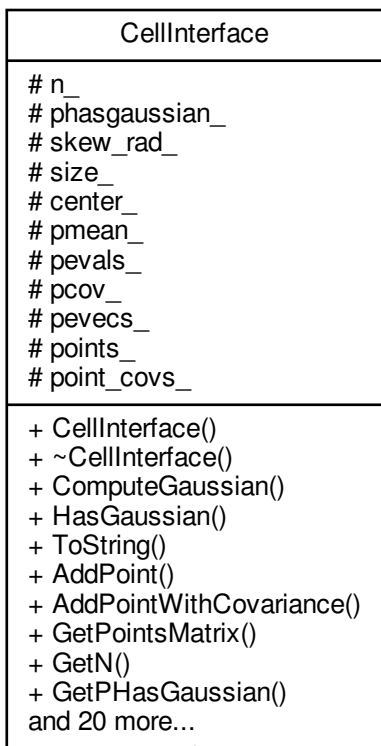 CellInterface
# n_
# phasgaussian_
# skew_rad_
# size_
# center_
# pmean_
# pevals_
# pcov_
# pevecs_
# points_
# point_covs_
+ CellInterface()
+ ~CellInterface()
+ ComputeGaussian()
+ HasGaussian()
+ ToString()
+ AddPoint()
+ AddPointWithCovariance()
+ GetPointsMatrix()
+ GetN()
+ GetPHasGaussian()
and 20 more...